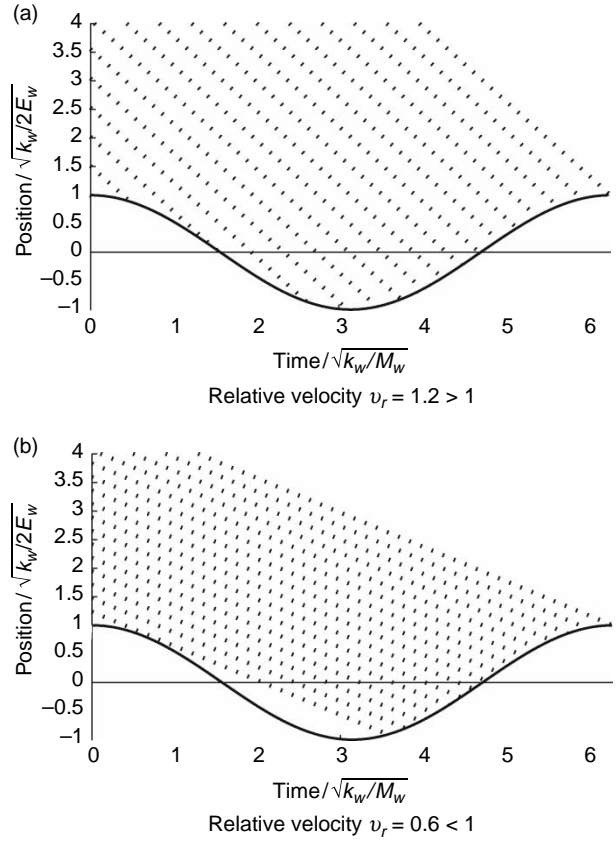 (a)
4
3.5
3
2.5
2
1.5
1
0.5
0
−0.5
−1
Position/√k_w/2E_w
0 1 2 3 4 5 6
Time/√k_w/M_w
Relative velocity υ_r = 1.2 > 1
(b)
4
3.5
3
2.5
2
1.5
1
0.5
0
−0.5
−1
Position/√k_w/2E_w
0 1 2 3 4 5 6
Time/√k_w/M_w
Relative velocity υ_r = 0.6 < 1